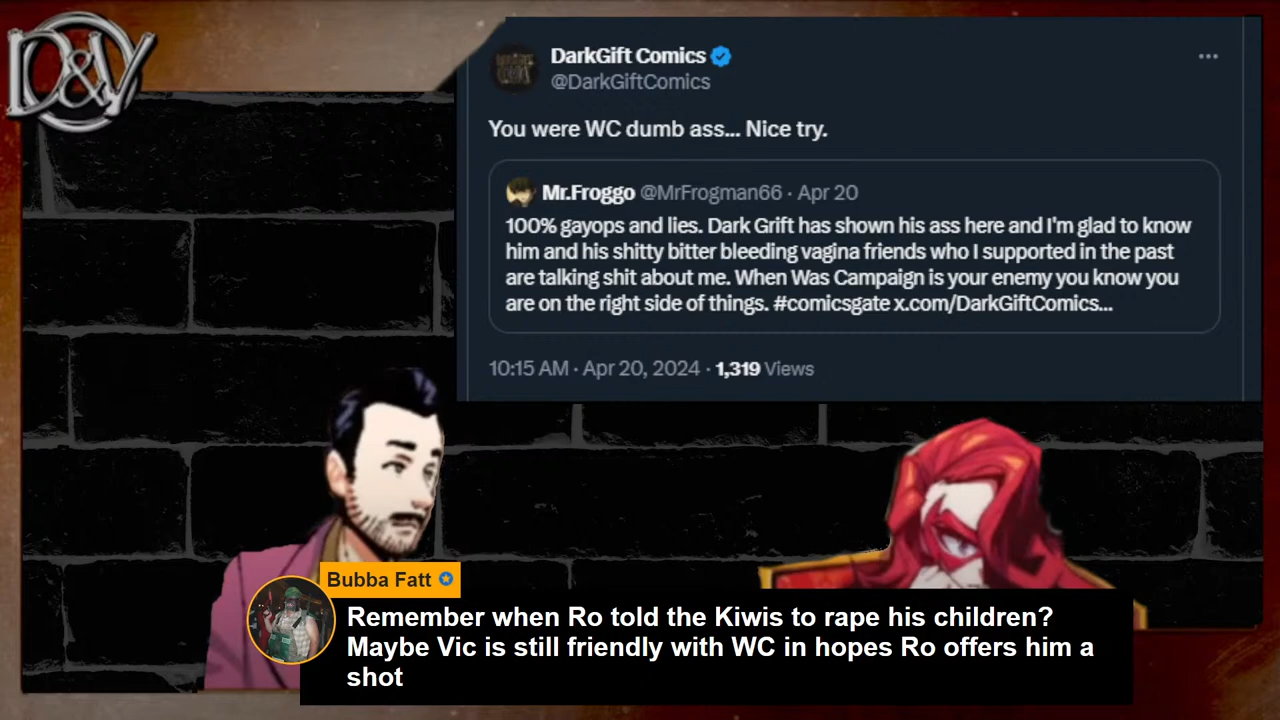 D&Y
DarkGift Comics
@DarkGiftComics
You were WC dumb ass... Nice try.
Mr.Froggo @MrFrogman66 · Apr 20
100% gayops and lies. Dark Grift has shown his ass here and I'm glad to know
him and his shitty bitter bleeding vagina friends who I supported in the past
are talking shit about me. When Was Campaign is your enemy you know you
are on the right side of things. #comicsgate x.com/DarkGiftComics...
10:15 AM · Apr 20, 2024 · 1,319 Views
Bubba Fatt
Remember when Ro told the Kiwis to rape his children?
Maybe Vic is still friendly with WC in hopes Ro offers him a
shot